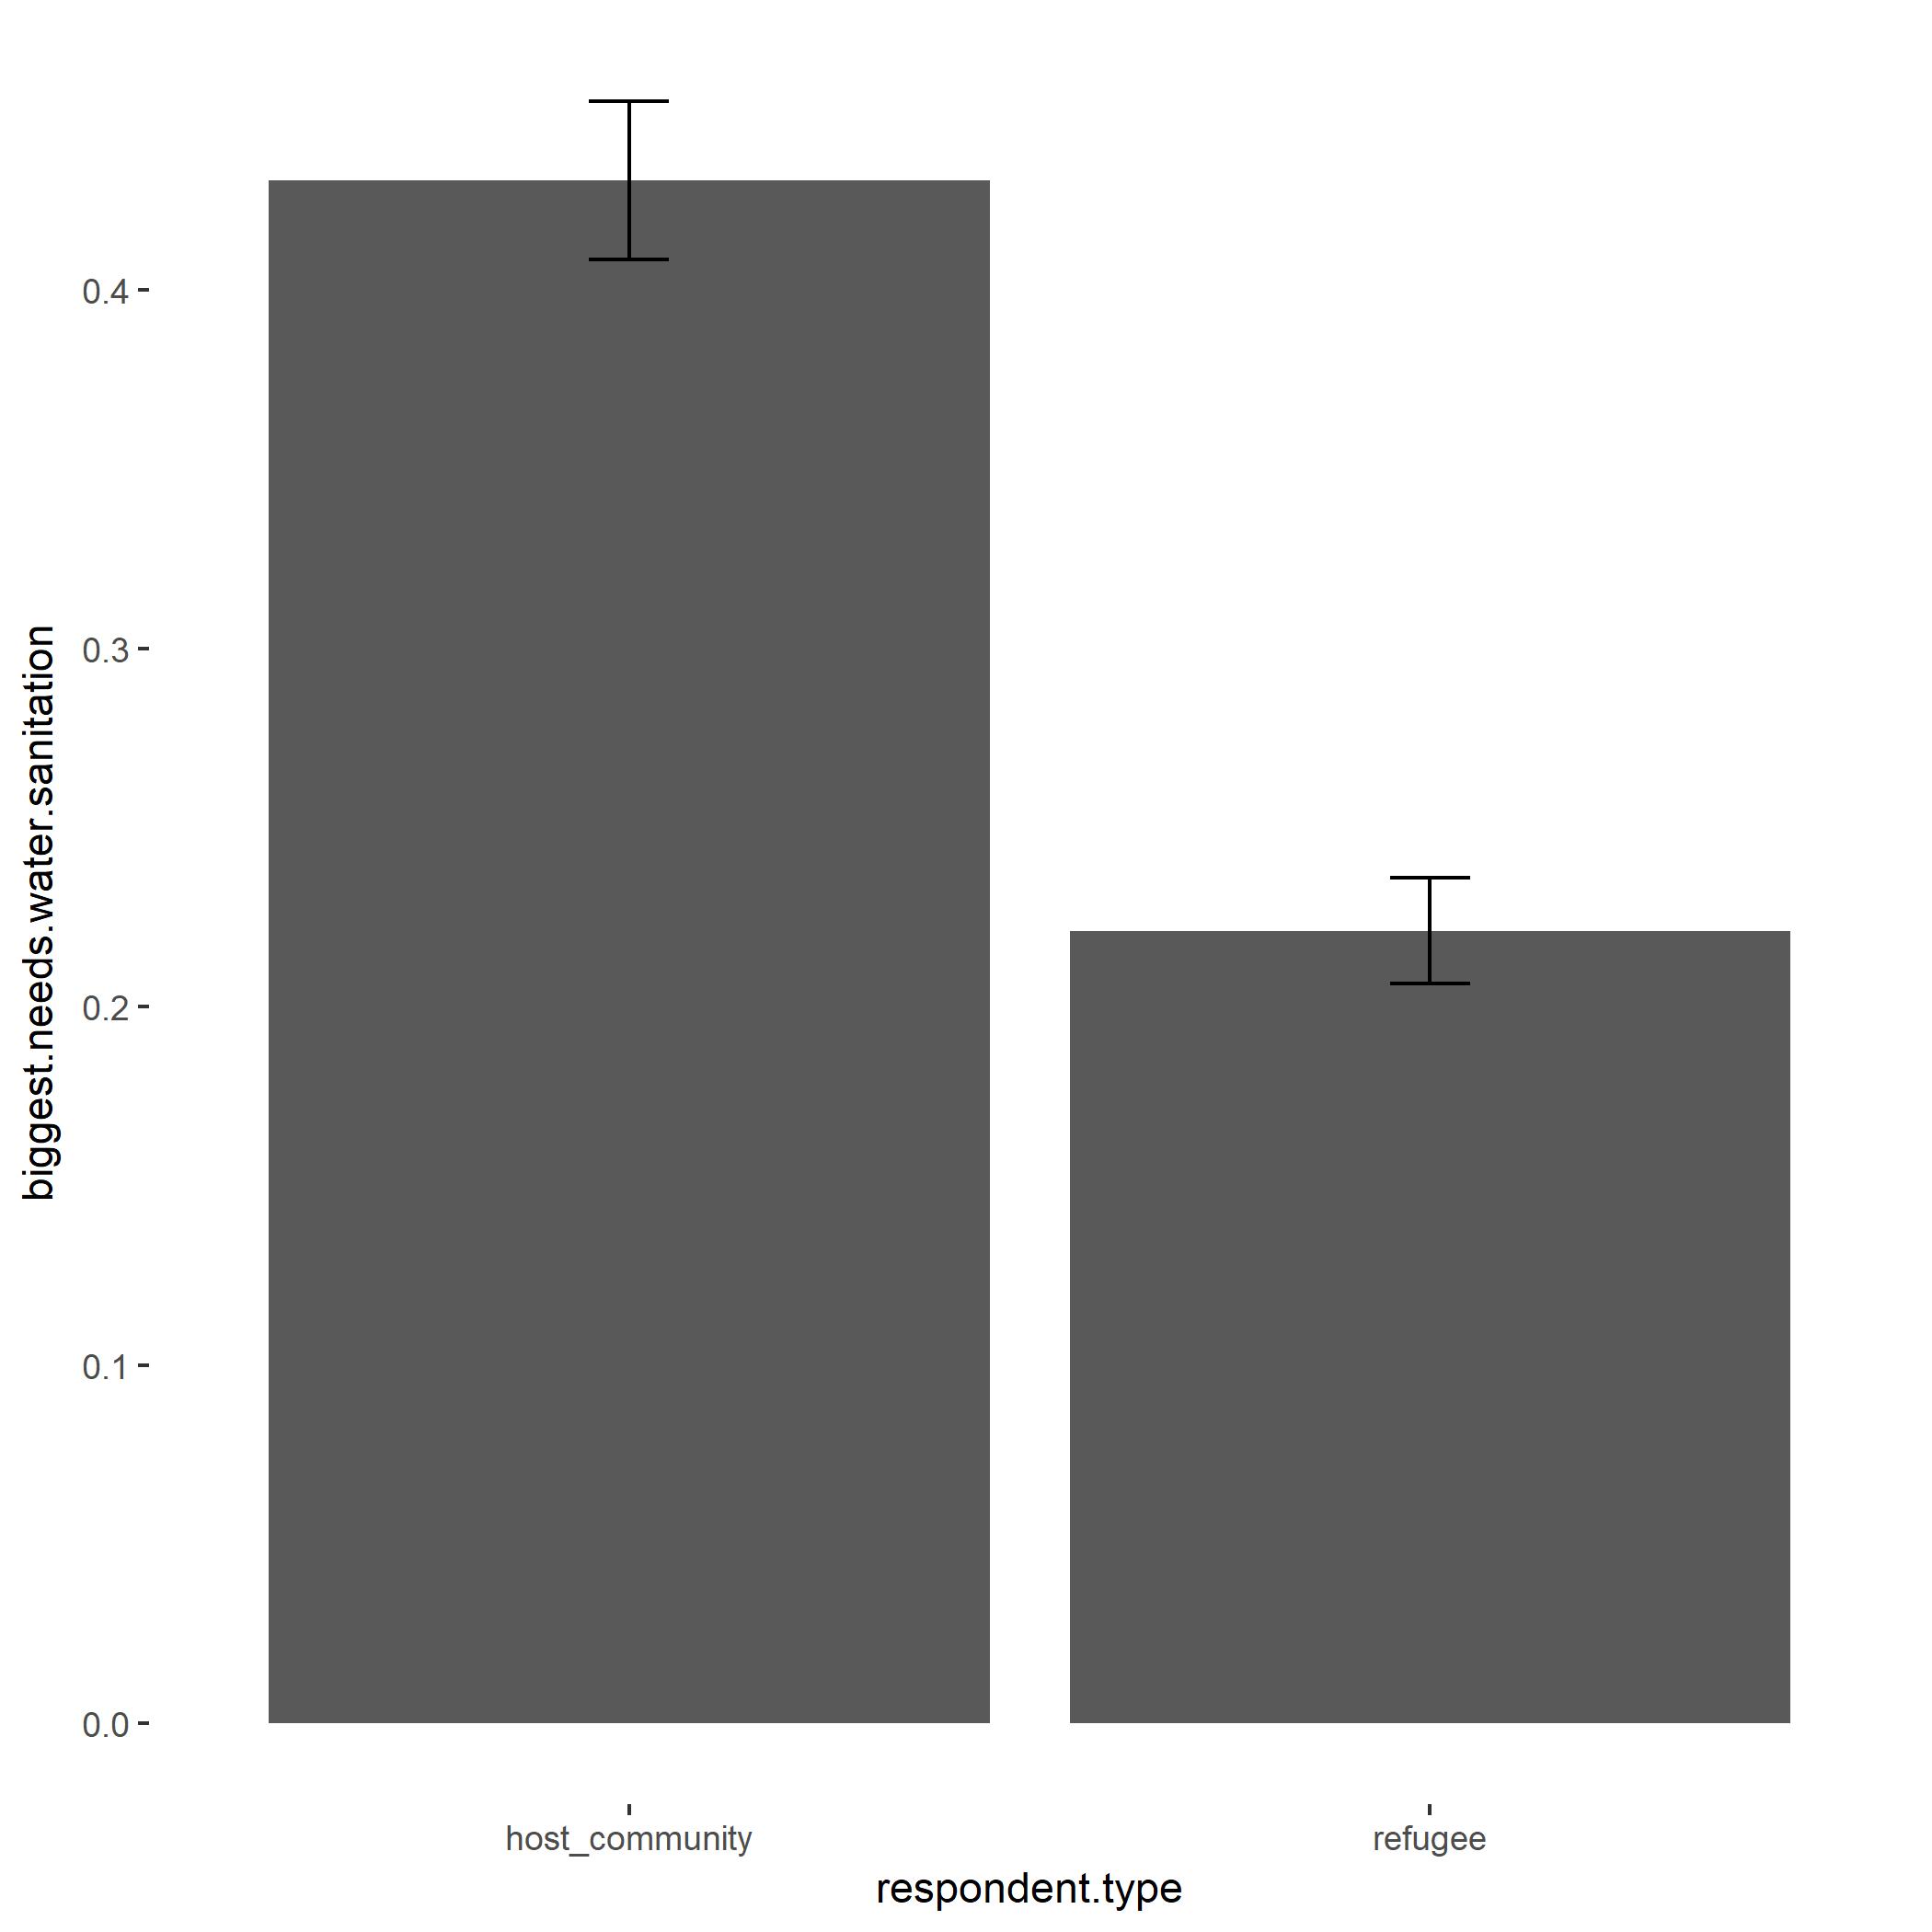 biggest.needs.water.sanitation
0.4
0.3
0.2
0.1
0.0
host_community
refugee
respondent.type